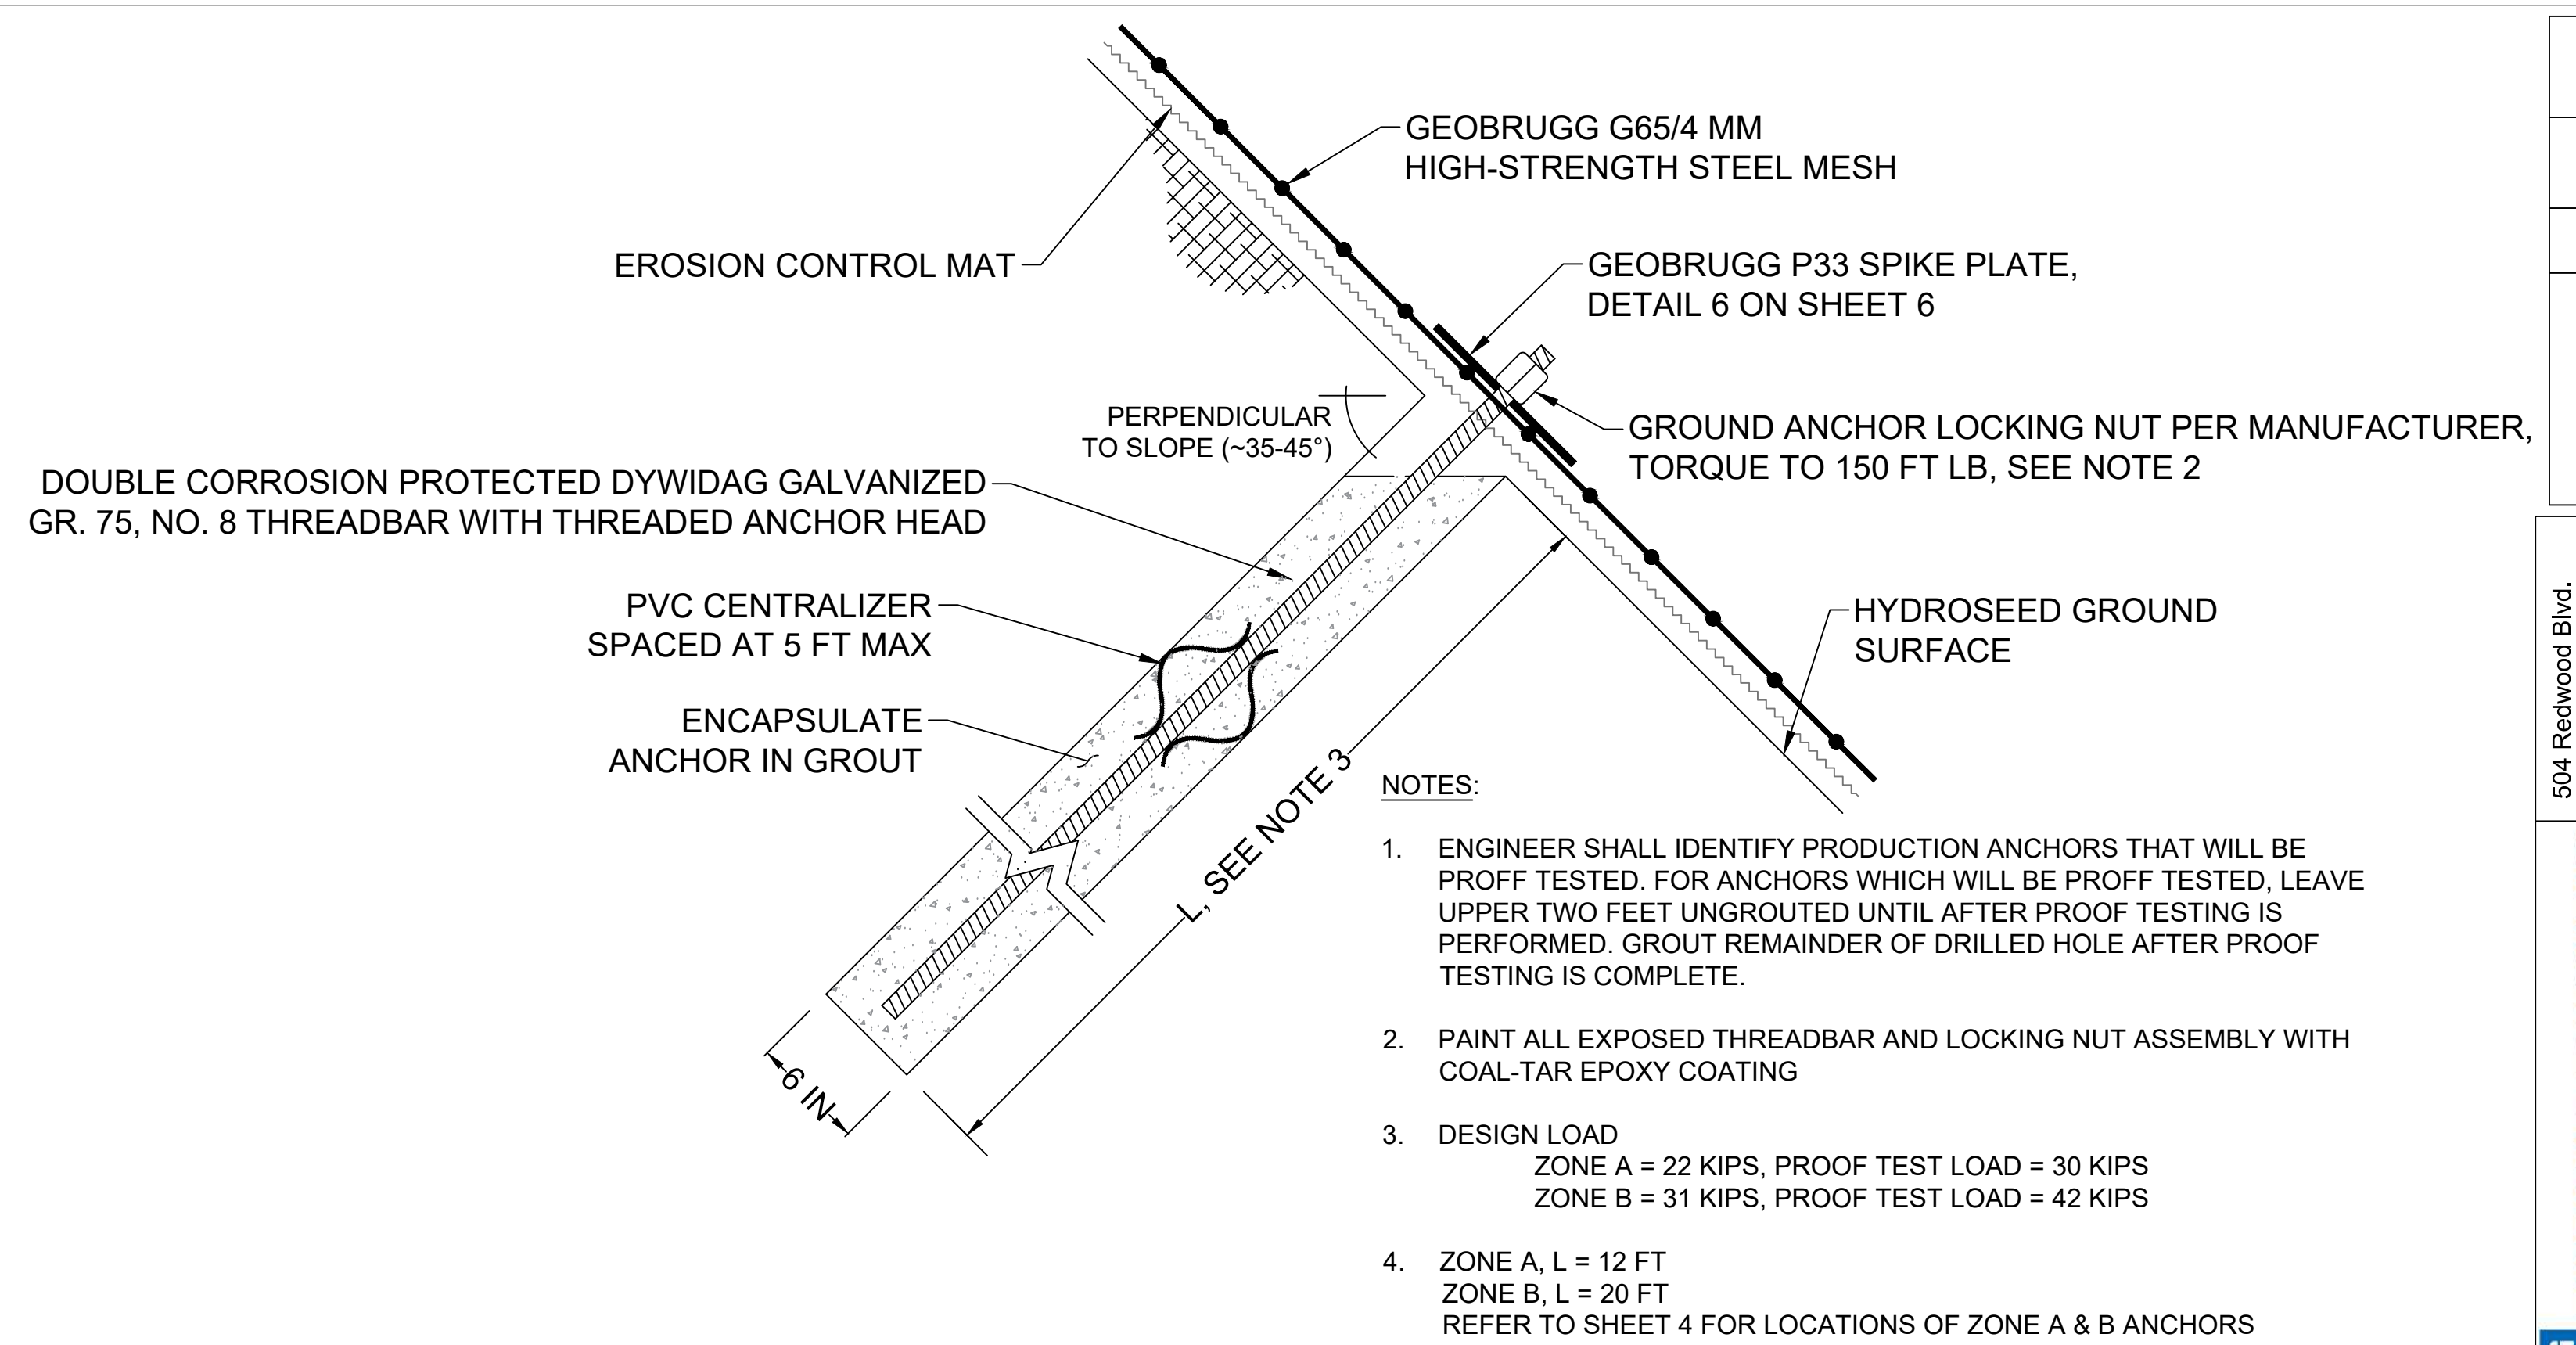 GEOBRUGG G65/4 MM
HIGH-STRENGTH STEEL MESH
EROSION CONTROL MAT
GEOBRUGG P33 SPIKE PLATE,
DETAIL 6 ON SHEET 6
PERPENDICULAR
TO SLOPE (~35-45°)
GROUND ANCHOR LOCKING NUT PER MANUFACTURER,
TORQUE TO 150 FT LB, SEE NOTE 2
DOUBLE CORROSION PROTECTED DYWIDAG GALVANIZED
GR. 75, NO. 8 THREADBAR WITH THREADED ANCHOR HEAD
PVC CENTRALIZER
SPACED AT 5 FT MAX
HYDROSEED GROUND
SURFACE
ENCAPSULATE
ANCHOR IN GROUT
L, SEE NOTE 3
6 IN
NOTES:
1. ENGINEER SHALL IDENTIFY PRODUCTION ANCHORS THAT WILL BE
PROFF TESTED. FOR ANCHORS WHICH WILL BE PROFF TESTED, LEAVE
UPPER TWO FEET UNGROUTED UNTIL AFTER PROOF TESTING IS
PERFORMED. GROUT REMAINDER OF DRILLED HOLE AFTER PROOF
TESTING IS COMPLETE.
2. PAINT ALL EXPOSED THREADBAR AND LOCKING NUT ASSEMBLY WITH
COAL-TAR EPOXY COATING
3. DESIGN LOAD
ZONE A = 22 KIPS, PROOF TEST LOAD = 30 KIPS
ZONE B = 31 KIPS, PROOF TEST LOAD = 42 KIPS
4. ZONE A, L = 12 FT
ZONE B, L = 20 FT
REFER TO SHEET 4 FOR LOCATIONS OF ZONE A & B ANCHORS
504 Redwood Blvd.